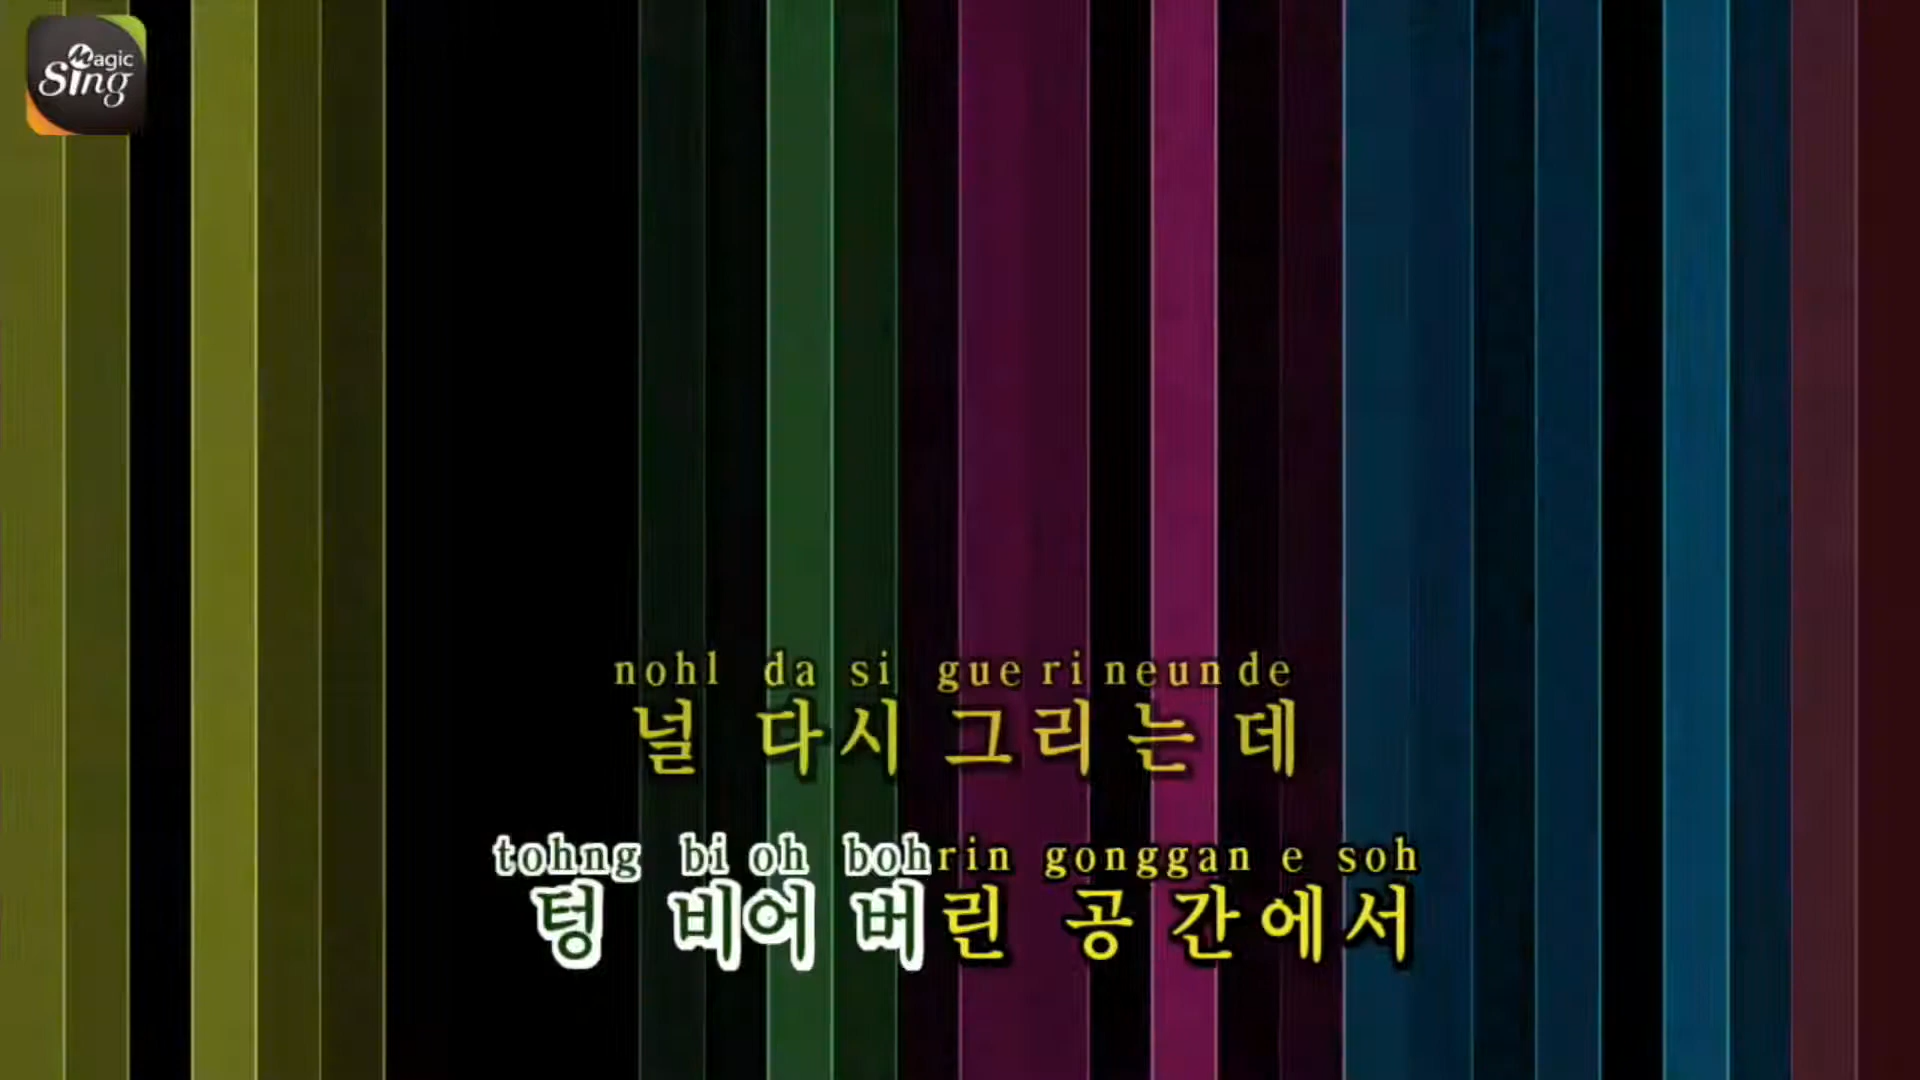 Magic
Sing
nohl da si gue ri neun de
널 다시 그리는데
tohng bi oh bohrin gonggan e soh
텅 비어 버린 공간에서